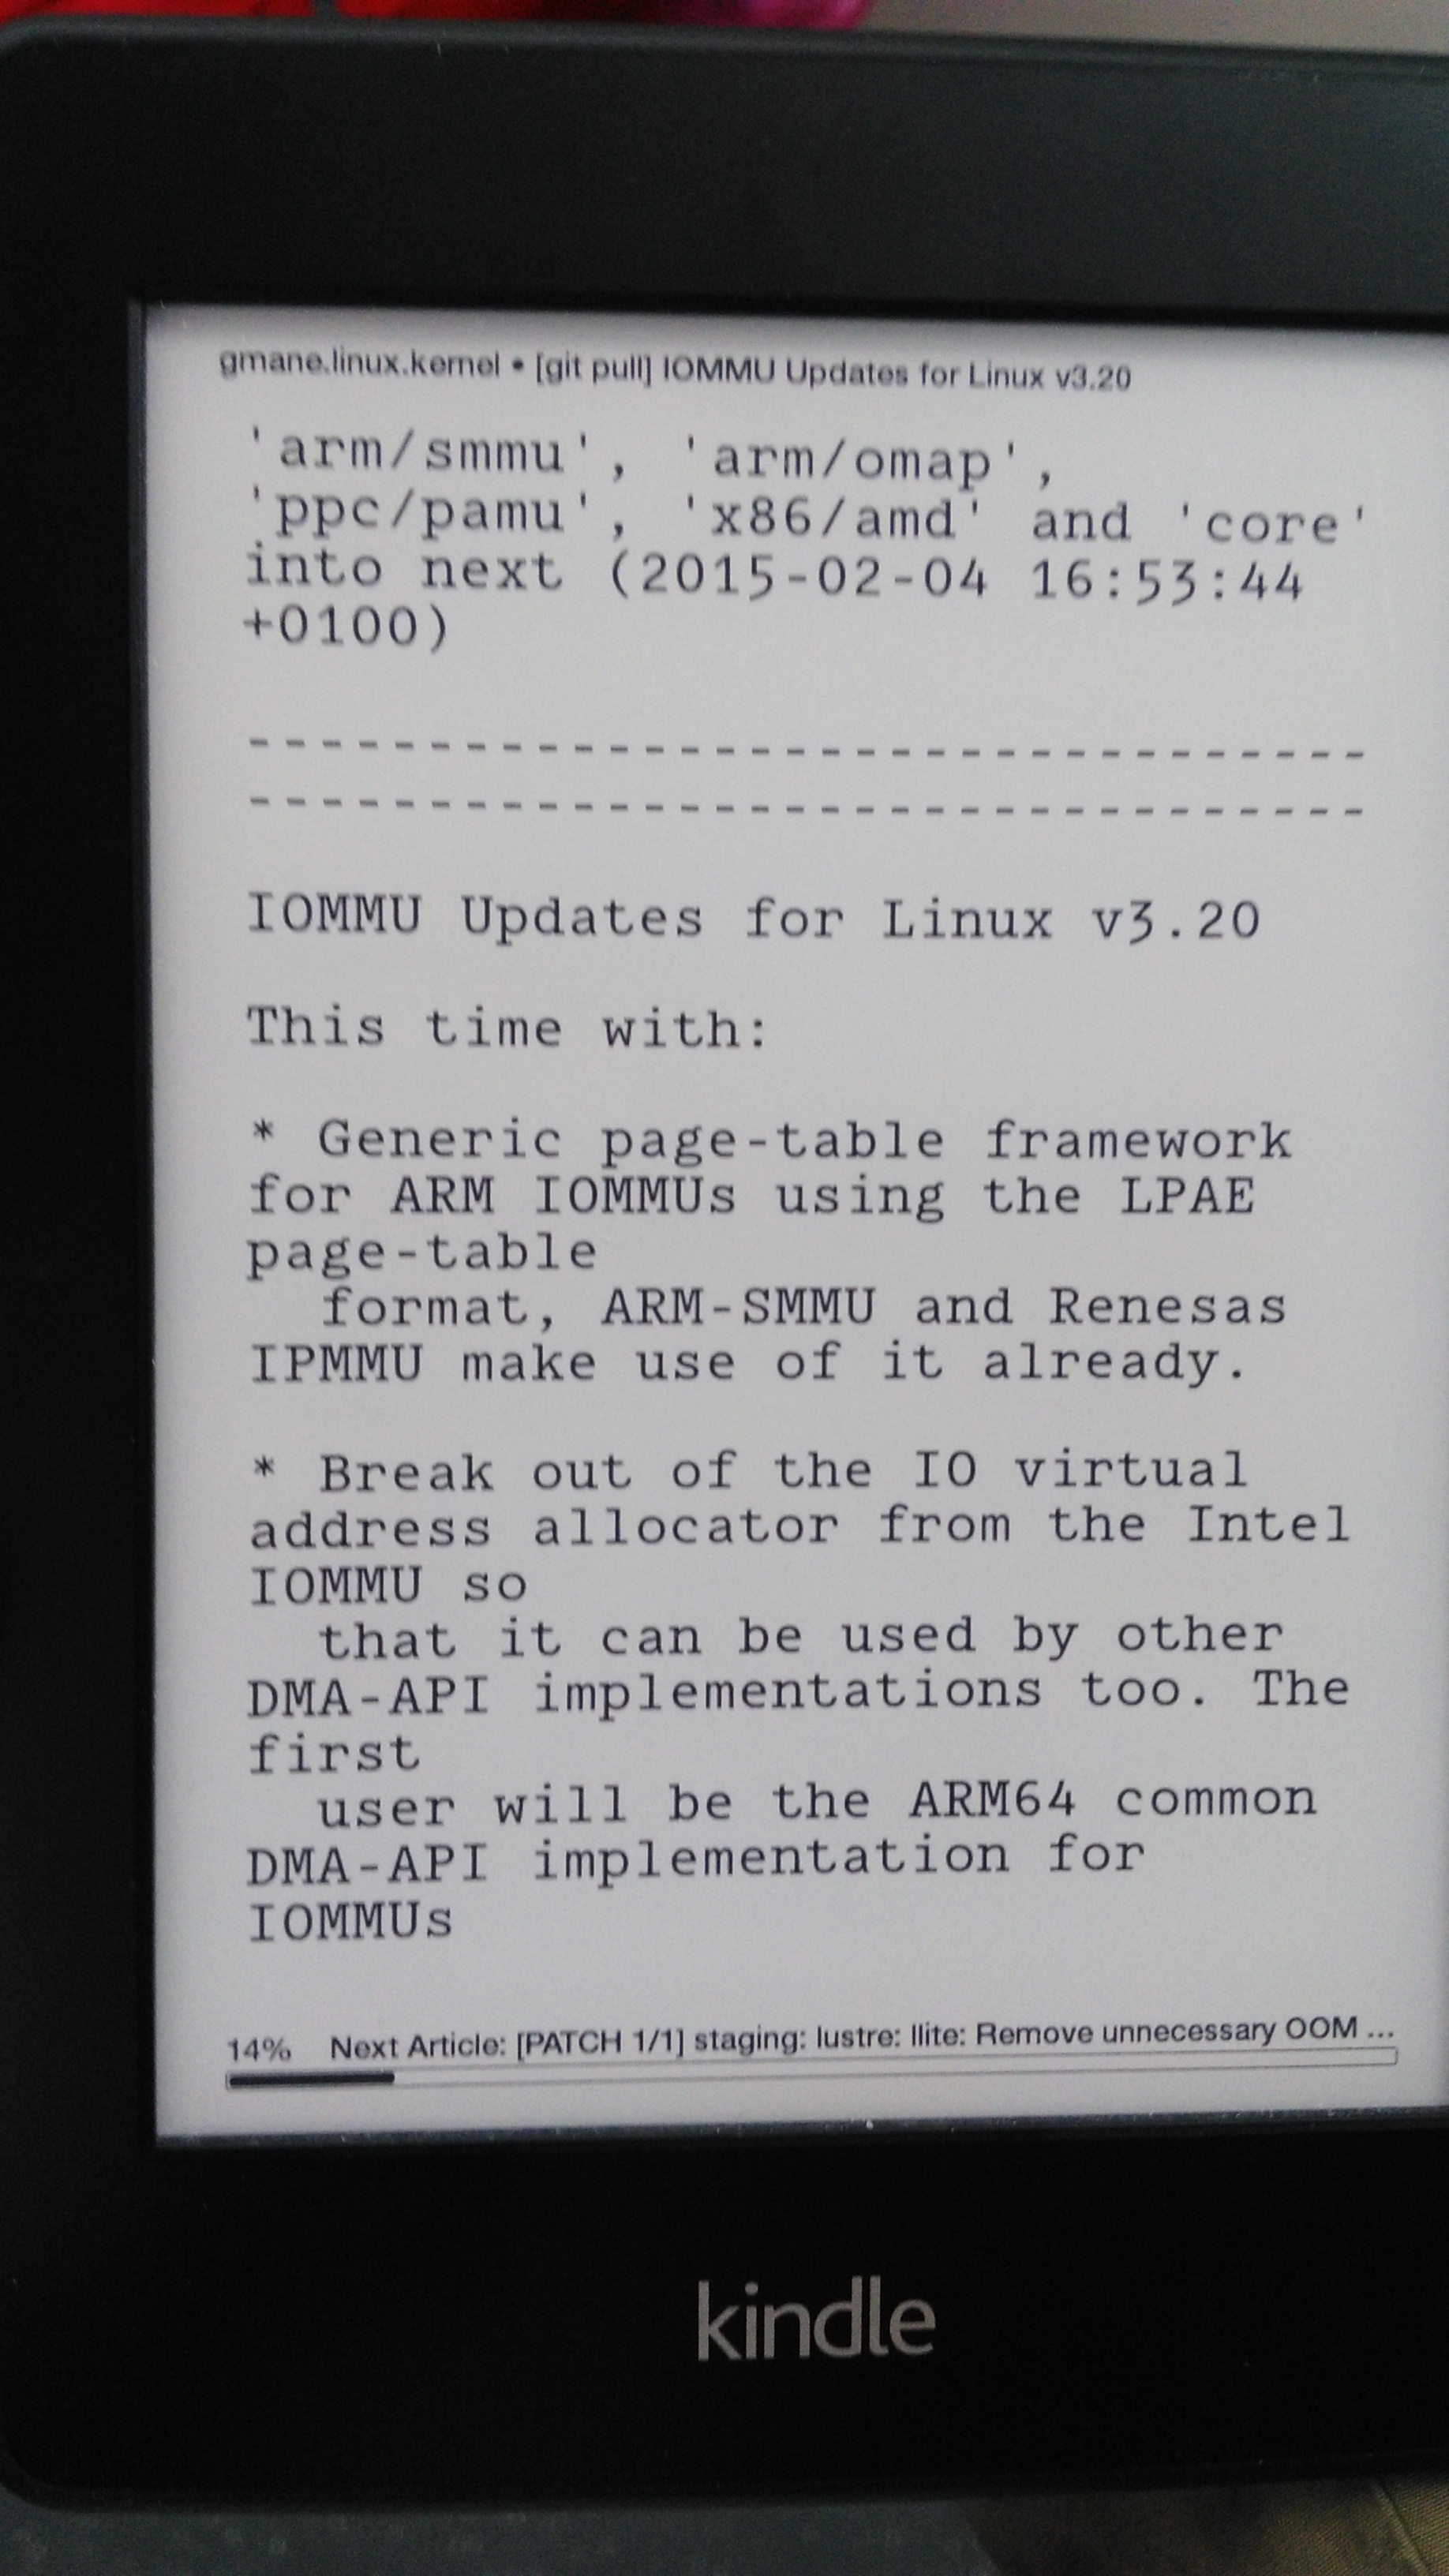 gmane.linux.kernel • [git pull] IOMMU Updates for Linux v3.20
'arm/smmu', 'arm/omap',
'ppc/pamu', 'x86/amd' and 'core'
into next (2015-02-04 16:53:44
+0100)
--------------------------------
--------------------------------
IOMMU Updates for Linux v3.20
This time with:
* Generic page-table framework
for ARM IOMMUs using the LPAE
page-table
format, ARM-SMMU and Renesas
IPMMU make use of it already.
* Break out of the IO virtual
address allocator from the Intel
IOMMU so
that it can be used by other
DMA-API implementations too. The
first
user will be the ARM64 common
DMA-API implementation for
IOMMUs
14% Next Article: [PATCH 1/1] staging: lustre: llite: Remove unnecessary OOM ...
kindle